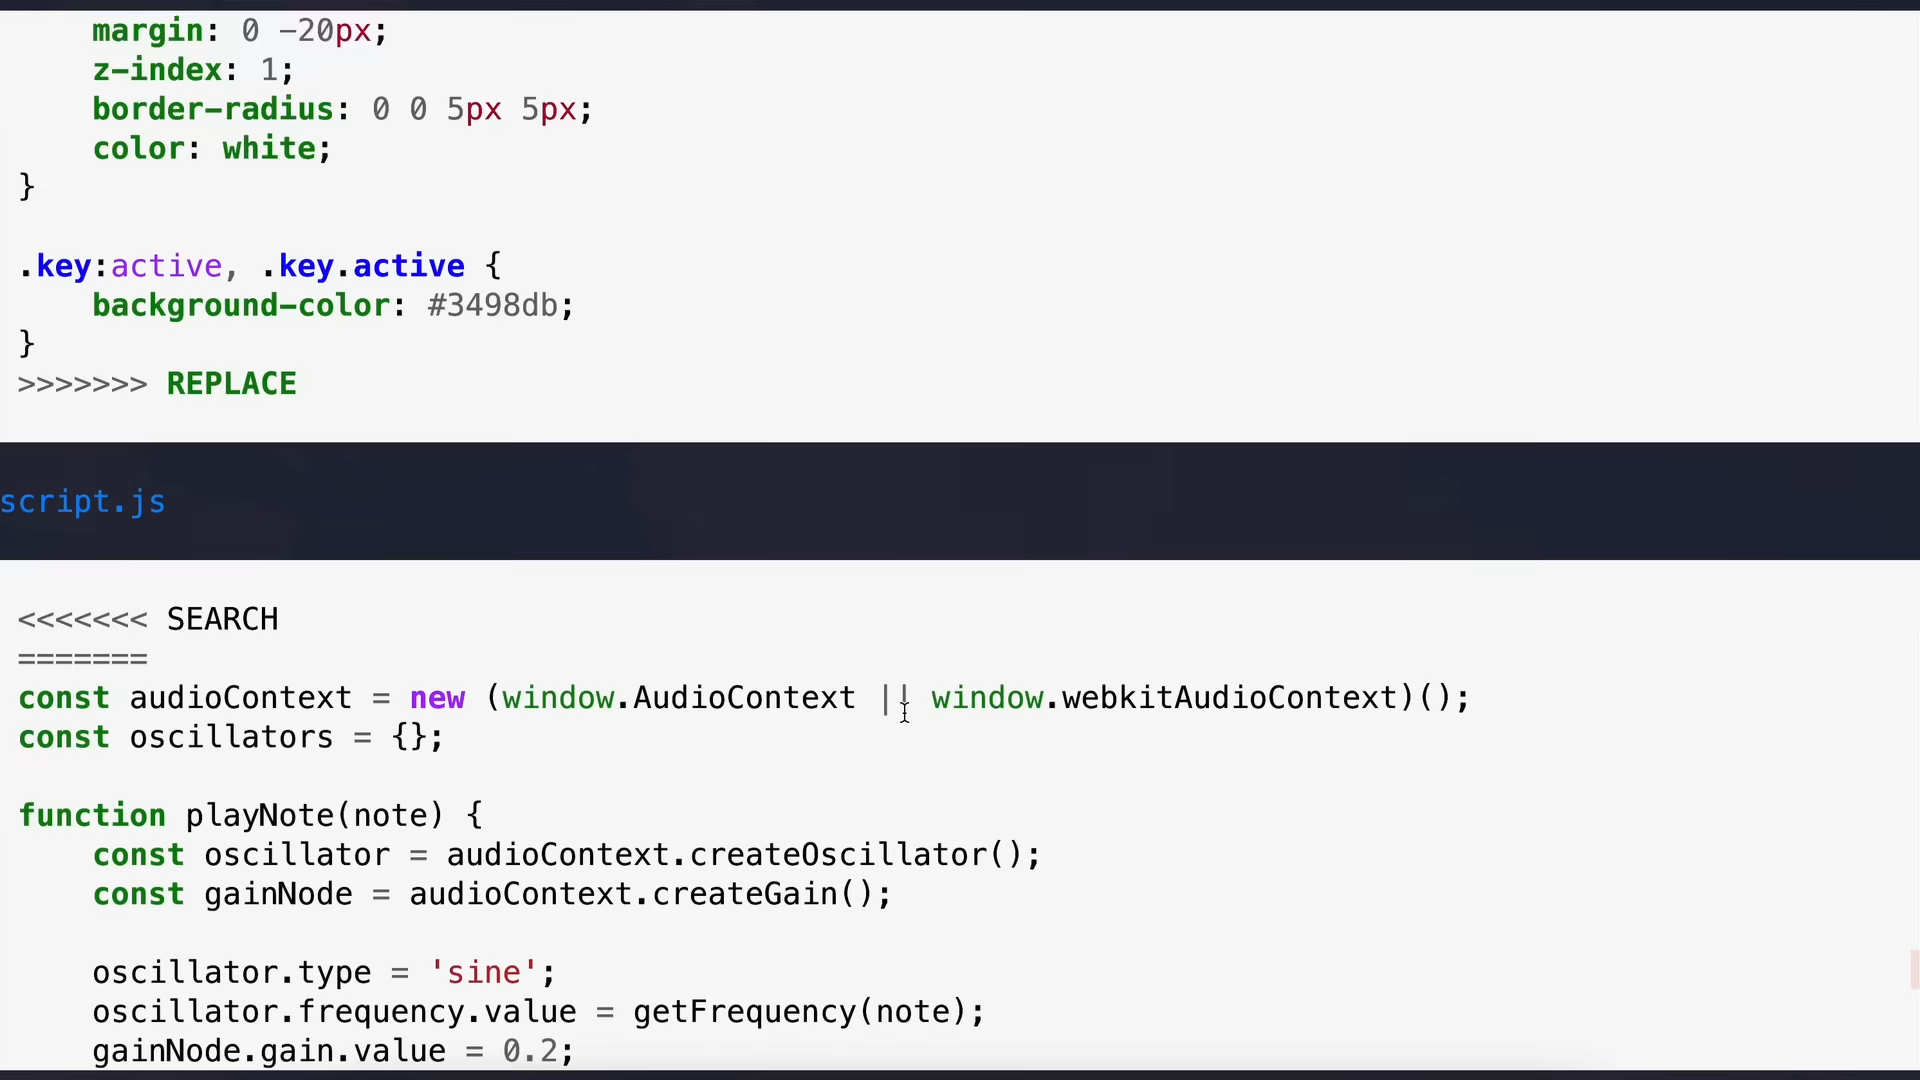 margin: 0 -20px;
z-index: 1;
border-radius: 0 0 5px 5px;
color: white;
}
.key:active, .key.active {
background-color: #3498db;
}
>>>>>>> REPLACE
script.js
<<<<<<< SEARCH
=======
const audioContext = new (window.AudioContext || window.webkitAudioContext)();
const oscillators = {};
function playNote(note) {
const oscillator = audioContext.createOscillator();
const gainNode = audioContext.createGain();
oscillator.type = 'sine';
oscillator.frequency.value = getFrequency(note);
gainNode.gain.value = 0.2;